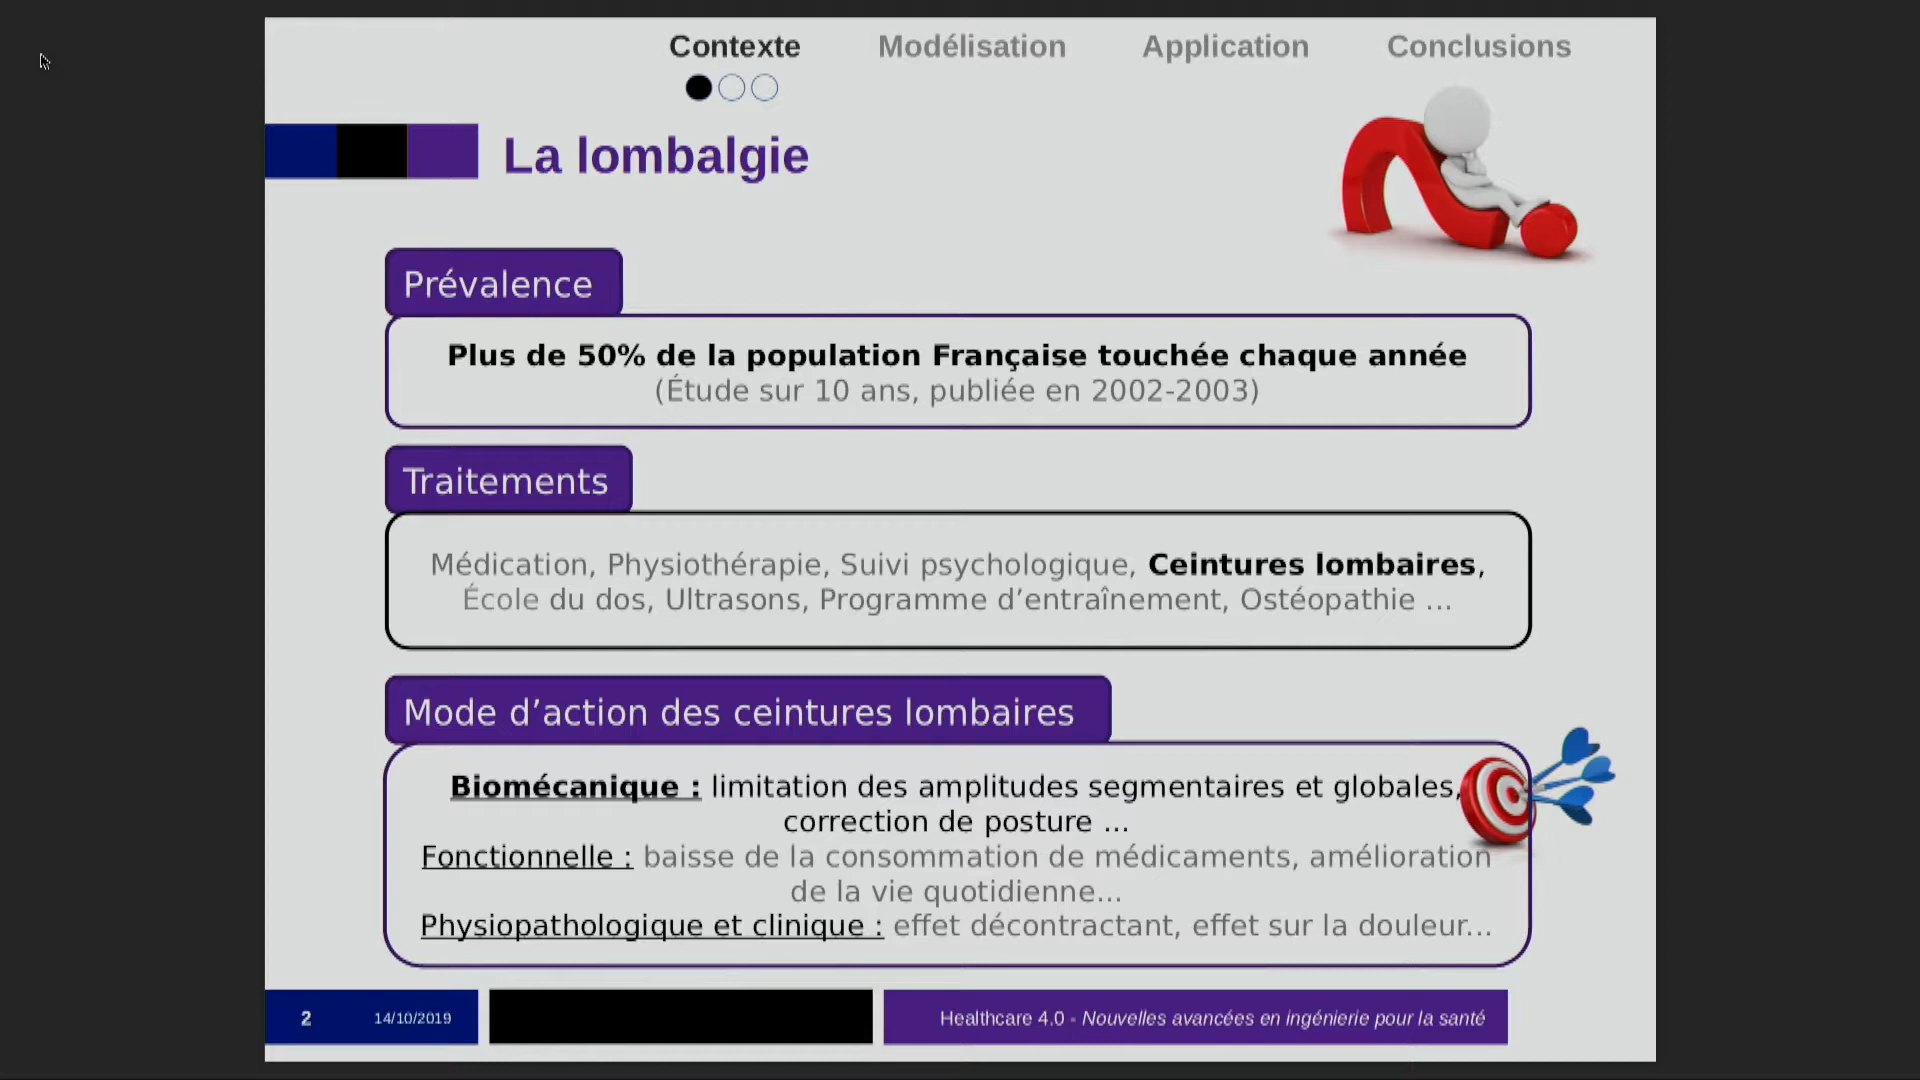 Contexte Modélisation Application Conclusions
La lombalgie
Prévalence
Plus de 50% de la population Française touchée chaque année
(Étude sur 10 ans, publiée en 2002-2003)
Traitements
Médication, Physiothérapie, Suivi psychologique, Ceintures lombaires,
École du dos, Ultrasons, Programme d’entraînement, Ostéopathie ...
Mode d’action des ceintures lombaires
Biomécanique : limitation des amplitudes segmentaires et globales,
correction de posture ...
Fonctionnelle : baisse de la consommation de médicaments, amélioration
de la vie quotidienne...
Physiopathologique et clinique : effet décontractant, effet sur la douleur...
2 14/10/2019 Healthcare 4.0 - Nouvelles avancées en ingénierie pour la santé